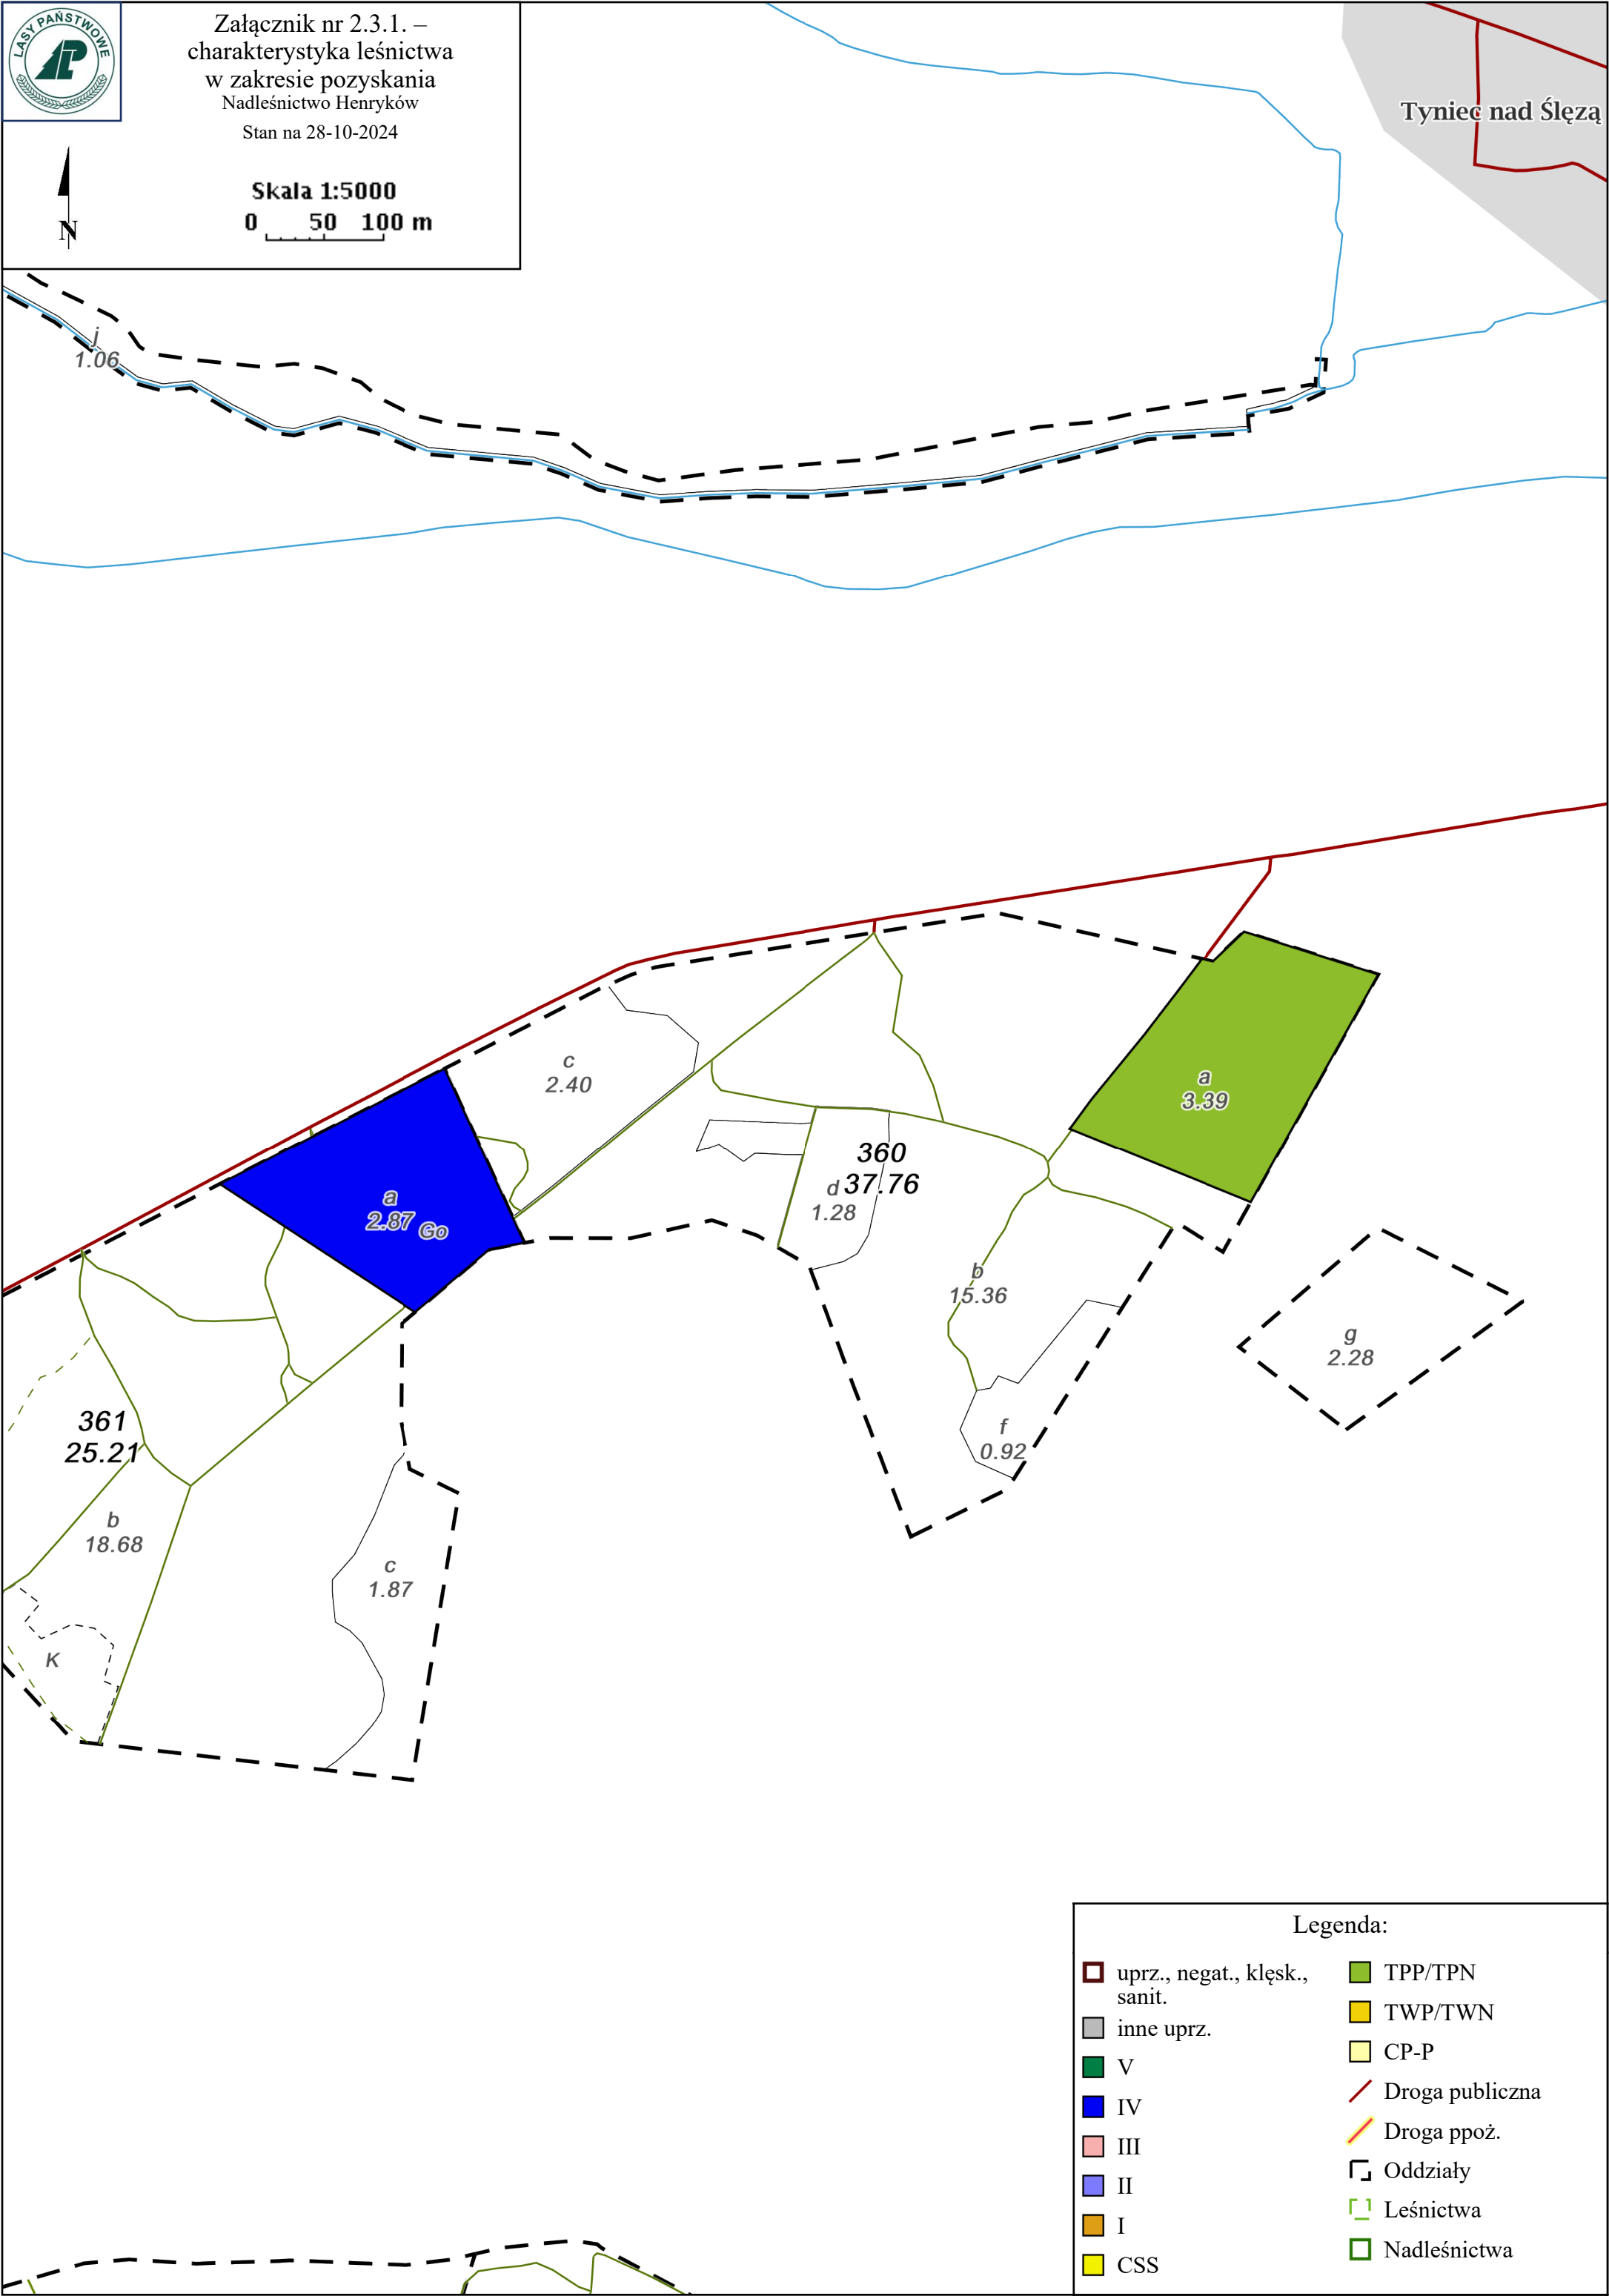 LASY PAŃSTWOWE
Załącznik nr 2.3.1. –
charakterystyka leśnictwa
w zakresie pozyskania
Nadleśnictwo Henryków
Stan na 28-10-2024
N
Skala 1:5000
0 50 100 m
Tyniec nad Ślęzą
j
1.06
c
2.40
a
3.39
360
37.76
d
1.28
a
2.87 Go
b
15.36
g
2.28
361
25.21
f
0.92
b
18.68
c
1.87
K
Legenda:
uprz., negat., klęsk.,
sanit.
inne uprz.
V
IV
III
II
I
CSS
TPP/TPN
TWP/TWN
CP-P
Droga publiczna
Droga ppoż.
Oddziały
Leśnictwa
Nadleśnictwa